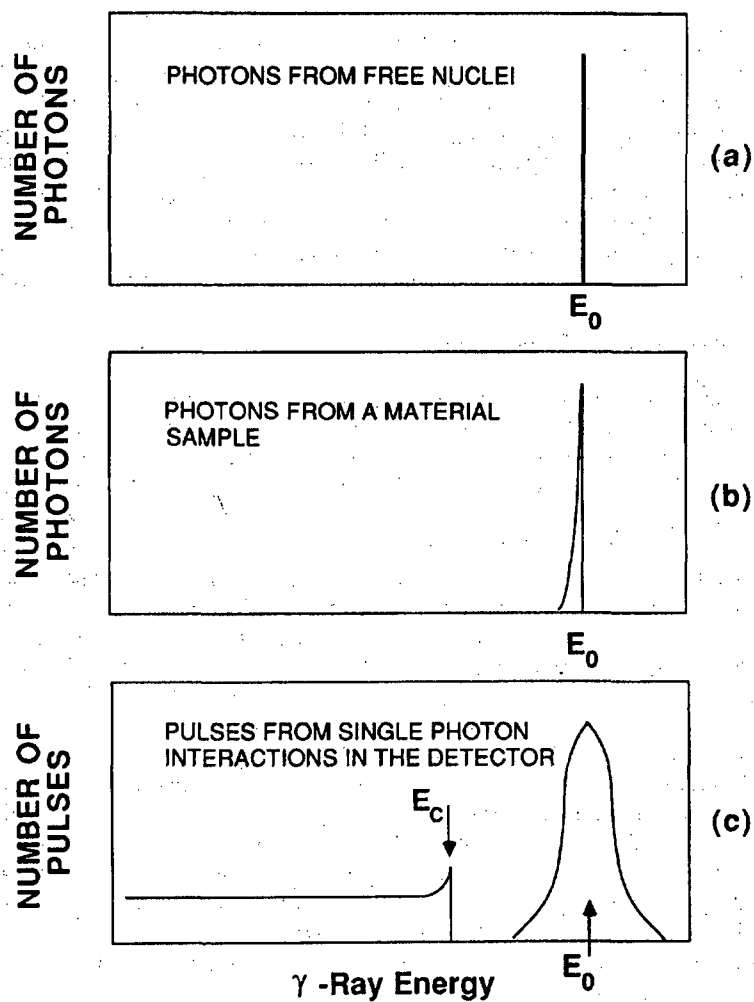 NUMBER OF
PHOTONS
PHOTONS FROM FREE NUCLEI
(a)
E0
NUMBER OF
PHOTONS
PHOTONS FROM A MATERIAL
SAMPLE
(b)
E0
NUMBER OF
PULSES
PULSES FROM SINGLE PHOTON
INTERACTIONS IN THE DETECTOR
EC
(c)
E0
γ -Ray Energy